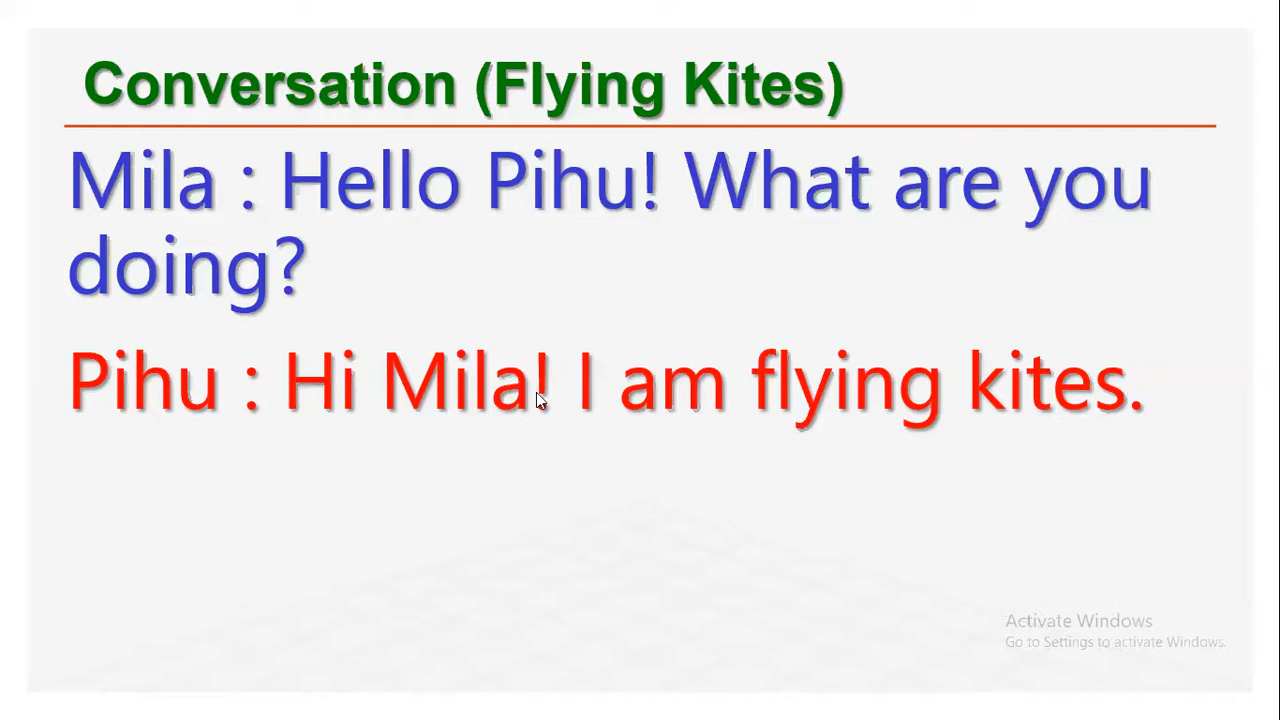 Conversation (Flying Kites)
Mila : Hello Pihu! What are you
doing?
Pihu : Hi Mila! I am flying kites.
Activate Windows
Go to Settings to activate Windows.